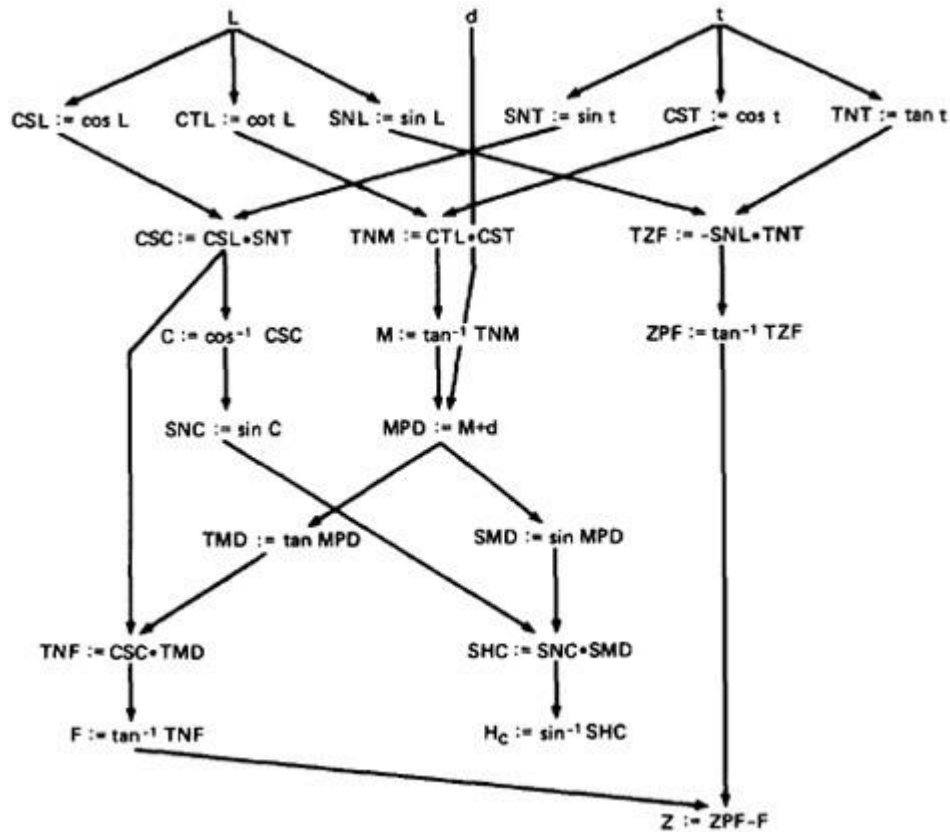 L d t
CSL := cos L CTL := cot L SNL := sin L SNT := sin t CST := cos t TNT := tan t
CSC := CSL•SNT TNM := CTL•CST TZF := -SNL•TNT
C := cos⁻¹ CSC M := tan⁻¹ TNM ZPF := tan⁻¹ TZF
SNC := sin C MPD := M+d
TMD := tan MPD SMD := sin MPD
TNF := CSC•TMD SHC := SNC•SMD
F := tan⁻¹ TNF H_C := sin⁻¹ SHC
Z := ZPF-F